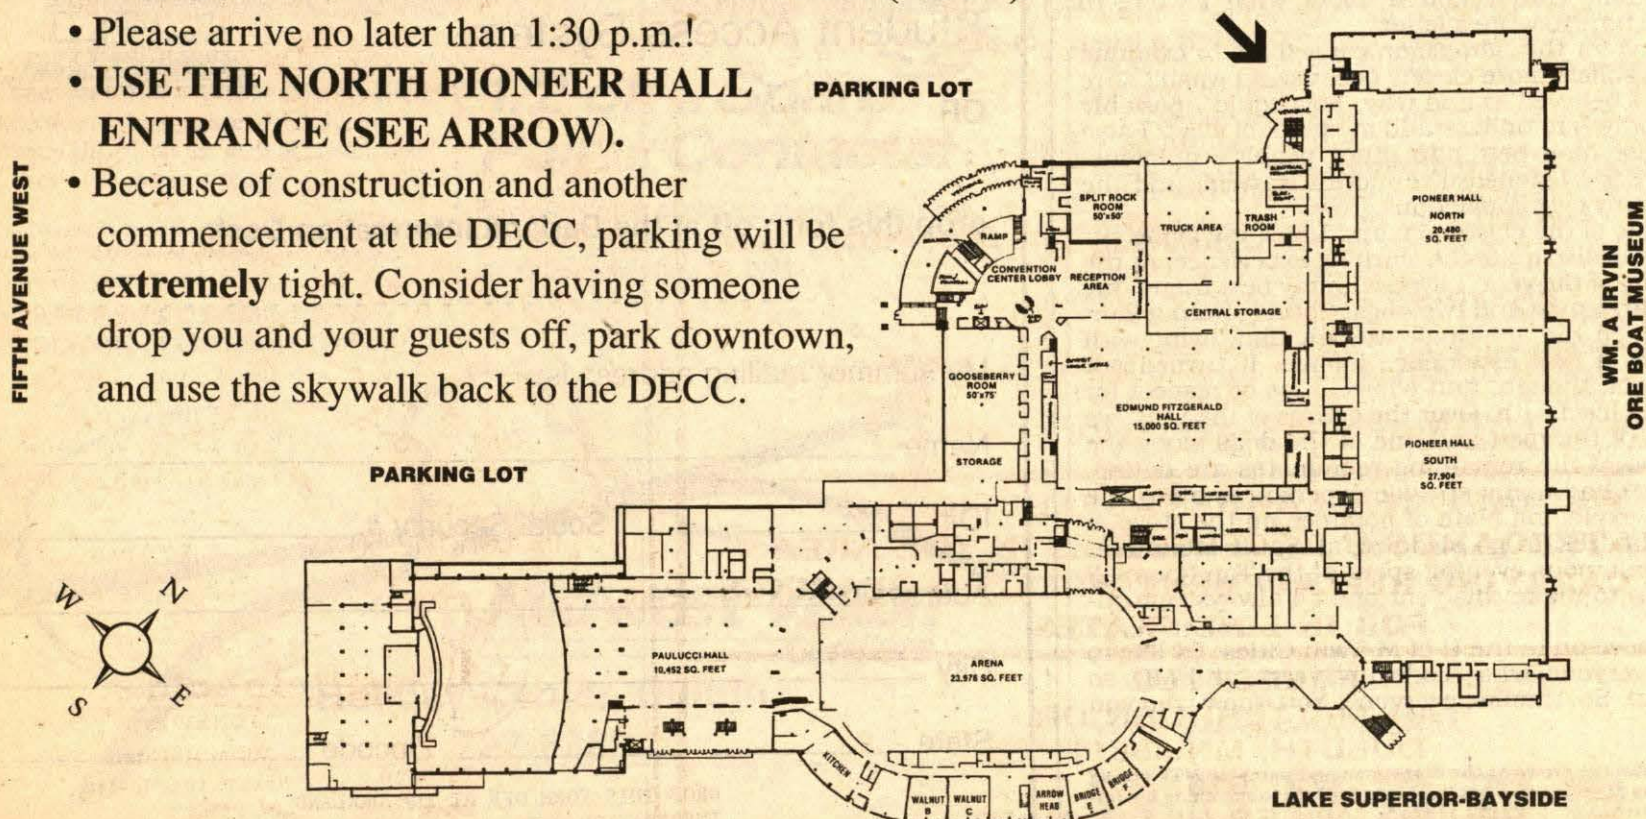 • Please arrive no later than 1:30 p.m.!
• USE THE NORTH PIONEER HALL
ENTRANCE (SEE ARROW).
• Because of construction and another
commencement at the DECC, parking will be
extremely tight. Consider having someone
drop you and your guests off, park downtown,
and use the skywalk back to the DECC.
PARKING LOT
PARKING LOT
FIFTH AVENUE WEST
W
N
S
E
SPLIT ROCK
ROOM
50'x50'
TRUCK AREA
TRASH
ROOM
RAMP
CONVENTION
CENTER LOBBY
RECEPTION
AREA
CENTRAL STORAGE
GOOSEBERRY
ROOM
50'x75'
STORAGE
EDMUND FITZGERALD
HALL
15,000 SQ. FEET
PIONEER HALL
NORTH
20,480
SQ. FEET
PIONEER HALL
SOUTH
27,904
SQ. FEET
WM. A IRVIN
ORE BOAT MUSEUM
PAULUCCI HALL
10,452 SQ. FEET
ARENA
23,976 SQ. FEET
KITCHEN
WALNUT
B
WALNUT
C
ARROW
HEAD
BRIDGE
E
BRIDGE
F
LAKE SUPERIOR-BAYSIDE